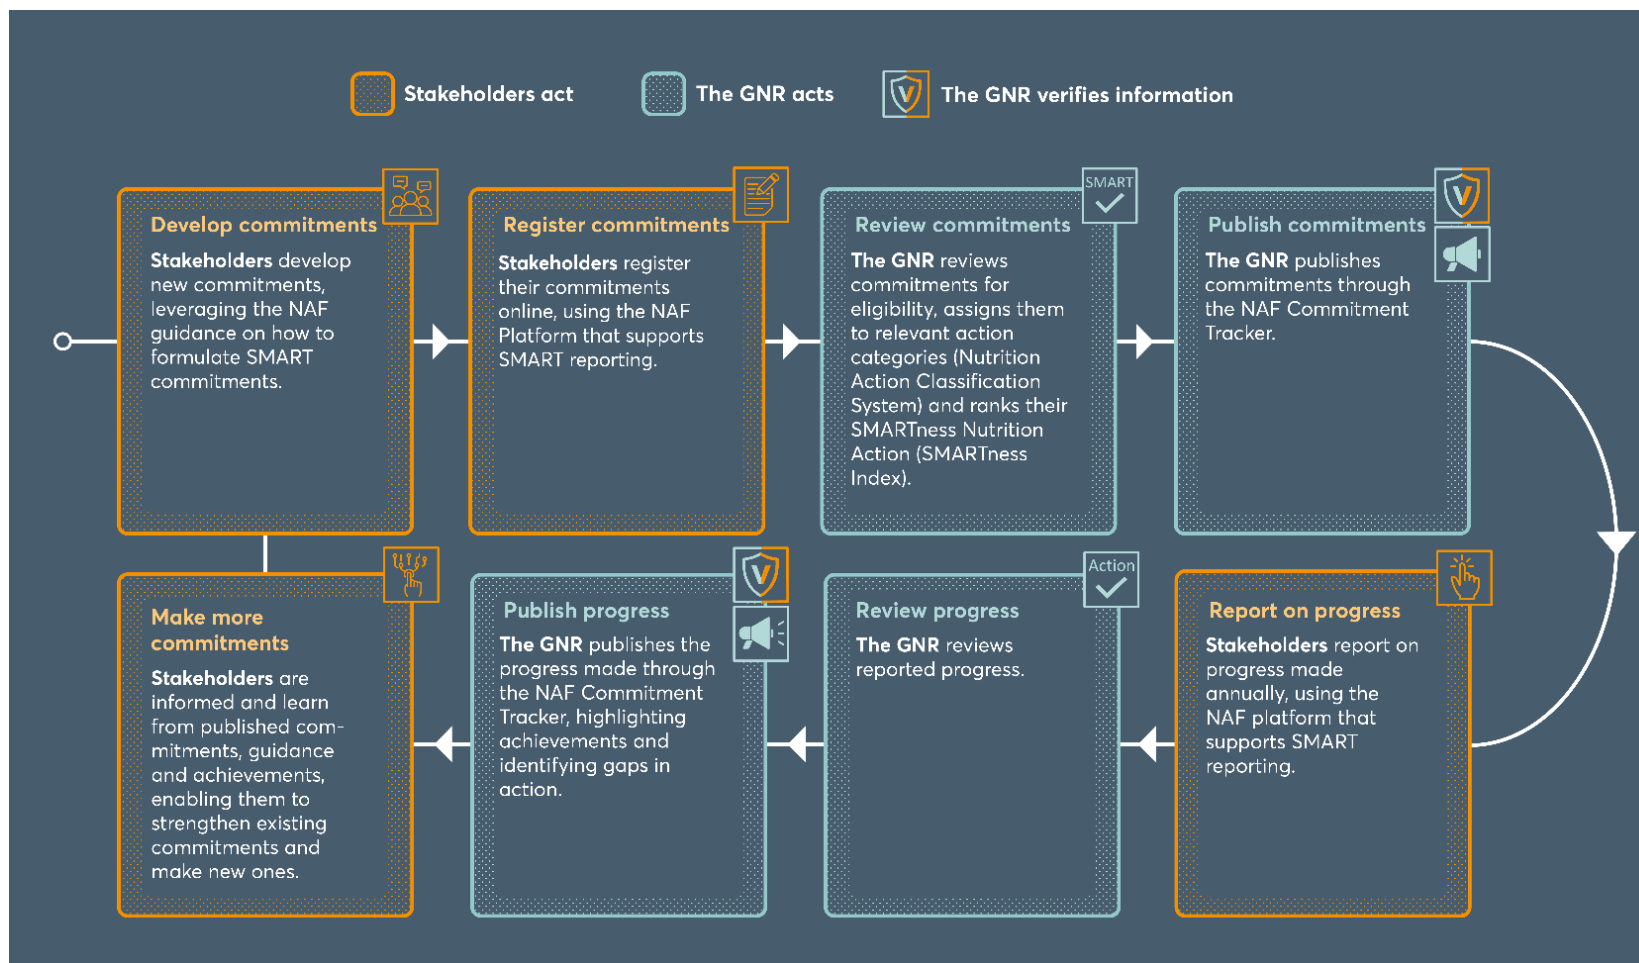 Stakeholders act
The GNR acts
The GNR verifies information
Develop commitments
Stakeholders develop
new commitments,
leveraging the NAF
guidance on how to
formulate SMART
commitments.
Register commitments
Stakeholders register
their commitments
online, using the NAF
Platform that supports
SMART reporting.
SMART
Review commitments
The GNR reviews
commitments for
eligibility, assigns them
to relevant action
categories (Nutrition
Action Classification
System) and ranks their
SMARTness Nutrition
Action (SMARTness
Index).
V
Publish commitments
The GNR publishes
commitments through
the NAF Commitment
Tracker.
Report on progress
Stakeholders report on
progress made
annually, using the
NAF platform that
supports SMART
reporting.
Action
Review progress
The GNR reviews
reported progress.
V
Publish progress
The GNR publishes the
progress made through
the NAF Commitment
Tracker, highlighting
achievements and
identifying gaps in
action.
Make more
commitments
Stakeholders are
informed and learn
from published com-
mitments, guidance
and achievements,
enabling them to
strengthen existing
commitments and
make new ones.